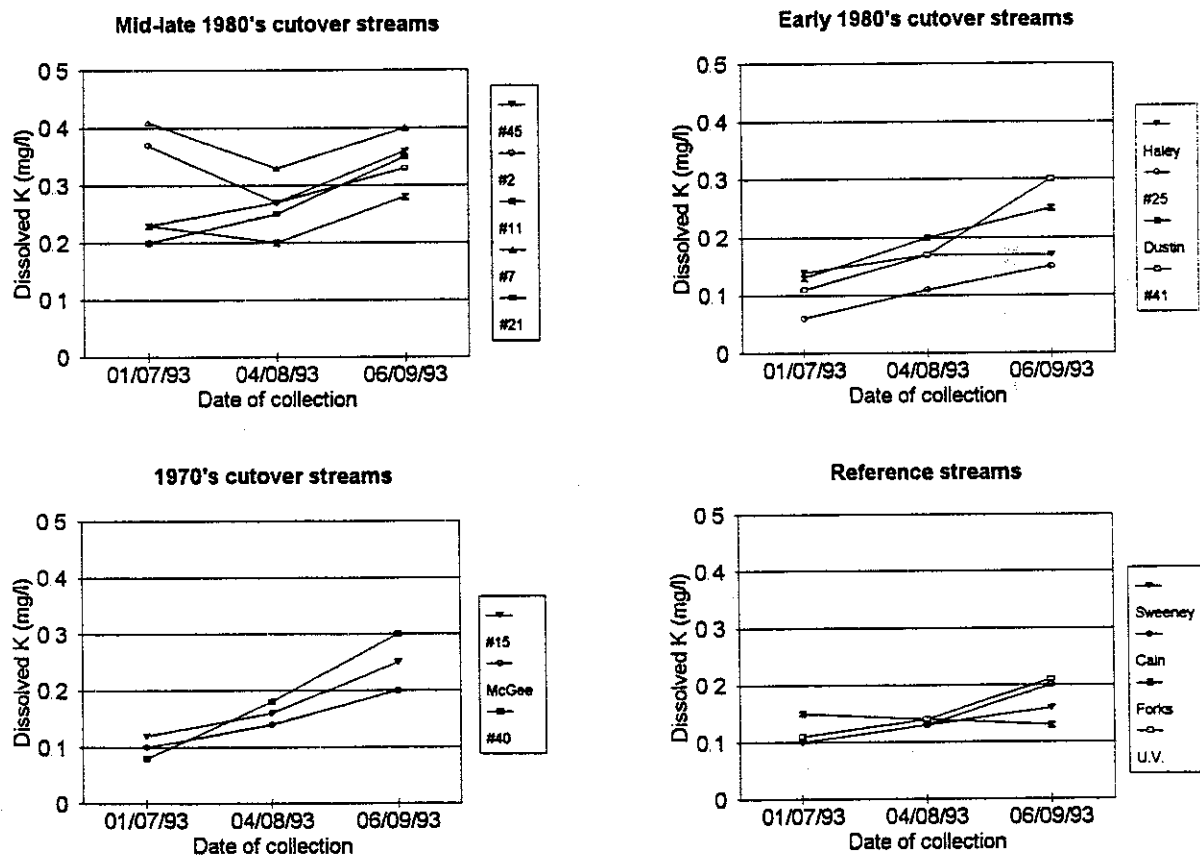 Mid-late 1980's cutover streams
Dissolved K (mg/l)
0 5
0.4
0.3
0.2
0 1
0
01/07/93 04/08/93 06/09/93
Date of collection
#45
#2
#11
#7
#21
Early 1980's cutover streams
Dissolved K (mg/l)
0.5
0.4
0.3
0.2
0.1
0
01/07/93 04/08/93 06/09/93
Date of collection
Haley
#25
Dustin
#41
1970's cutover streams
Dissolved K (mg/l)
0 5
0.4
0.3
0.2
0.1
0
01/07/93 04/08/93 06/09/93
Date of collection
#15
McGee
#40
Reference streams
Dissolved K (mg/l)
0 5
0.4
0.3
0.2
0.1
0
01/07/93 04/08/93 06/09/93
Date of collection
Sweeney
Cain
Forks
U.V.